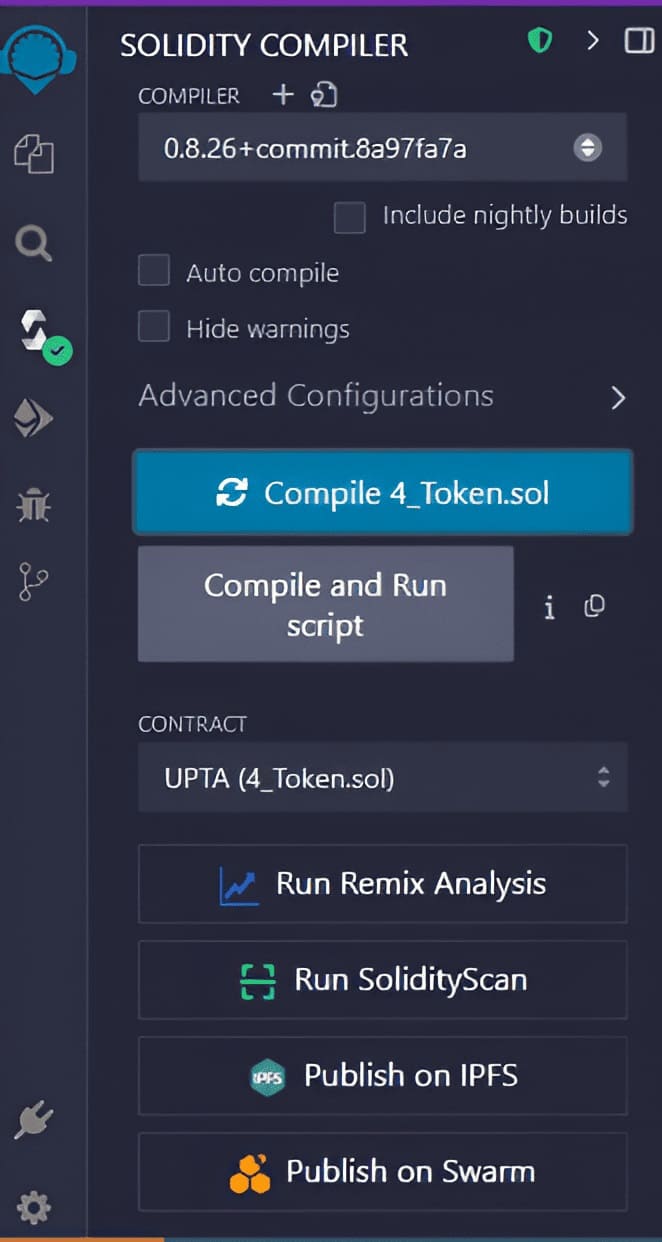 SOLIDITY COMPILER
COMPILER
0.8.26+commit.8a97fa7a
Include nightly builds
Auto compile
Hide warnings
Advanced Configurations
Compile 4_Token.sol
Compile and Run
script
i
CONTRACT
UPTA (4_Token.sol)
Run Remix Analysis
Run SolidityScan
IPFS Publish on IPFS
Publish on Swarm